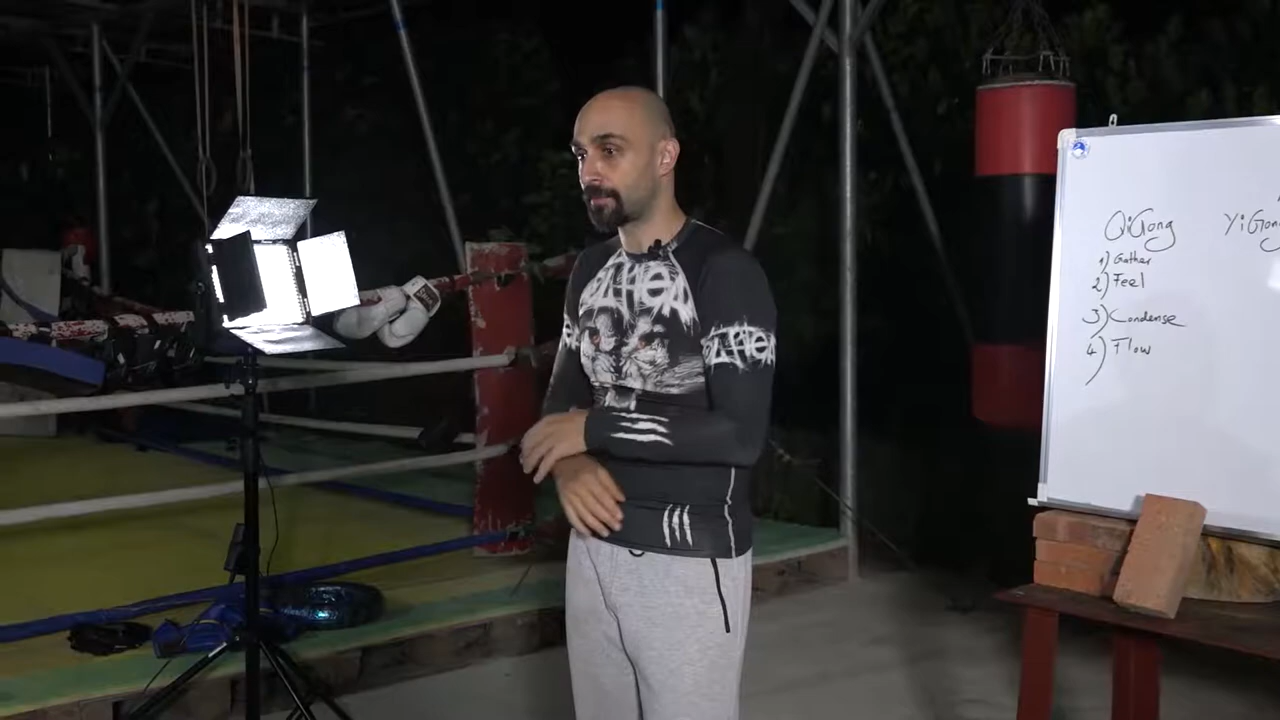 QiGong
YiGong
1) Gather
2) Feel
3) Condense
4) Flow